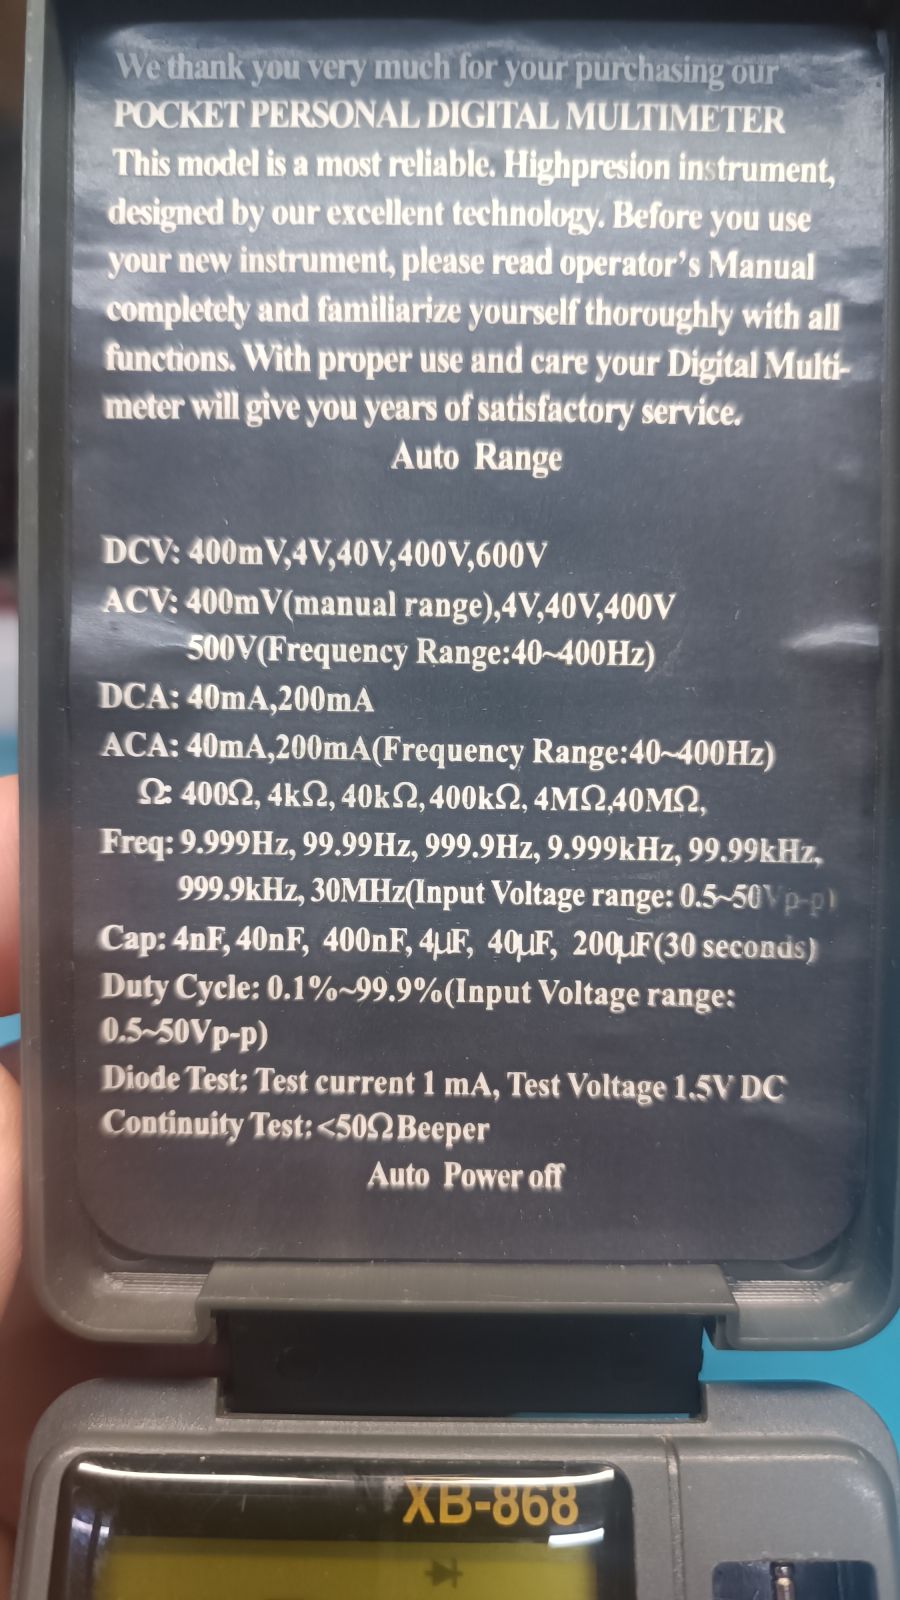 We thank you very much for your purchasing our
POCKET PERSONAL DIGITAL MULTIMETER
This model is a most reliable. Highpresion instrument,
designed by our excellent technology. Before you use
your new instrument, please read operator's Manual
completely and familiarize yourself thoroughly with all
functions. With proper use and care your Digital Multi-
meter will give you years of satisfactory service.
Auto Range
DCV: 400mV,4V,40V,400V,600V
ACV: 400mV(manual range),4V,40V,400V
500V(Frequency Range:40~400Hz)
DCA: 40mA,200mA
ACA: 40mA,200mA(Frequency Range:40~400Hz)
Ω: 400Ω, 4kΩ, 40kΩ, 400kΩ, 4MΩ,40MΩ,
Freq: 9.999Hz, 99.99Hz, 999.9Hz, 9.999kHz, 99.99kHz,
999.9kHz, 30MHz(Input Voltage range: 0.5~50Vp-p)
Cap: 4nF, 40nF, 400nF, 4µF, 40µF, 200µF(30 seconds)
Duty Cycle: 0.1%~99.9%(Input Voltage range:
0.5~50Vp-p)
Diode Test: Test current 1 mA, Test Voltage 1.5V DC
Continuity Test: <50Ω Beeper
Auto Power off
XB-868